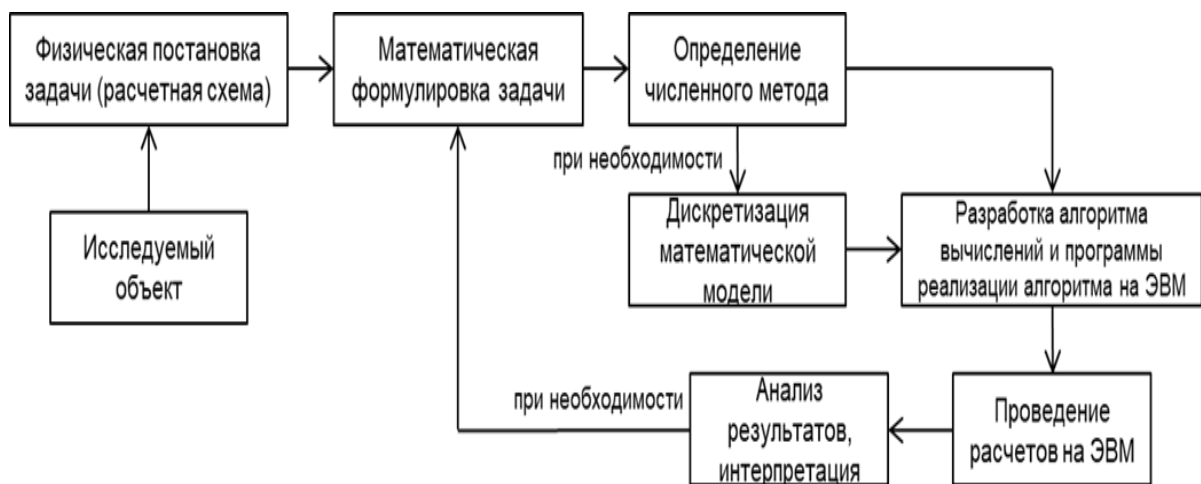 Физическая постановка
задачи (расчетная схема)
Математическая
формулировка задачи
Определение
численного метода
при необходимости
Исследуемый
объект
Дискретизация
математической
модели
Разработка алгоритма
вычислений и программы
реализации алгоритма на ЭВМ
при необходимости
Анализ
результатов,
интерпретация
Проведение
расчетов на ЭВМ